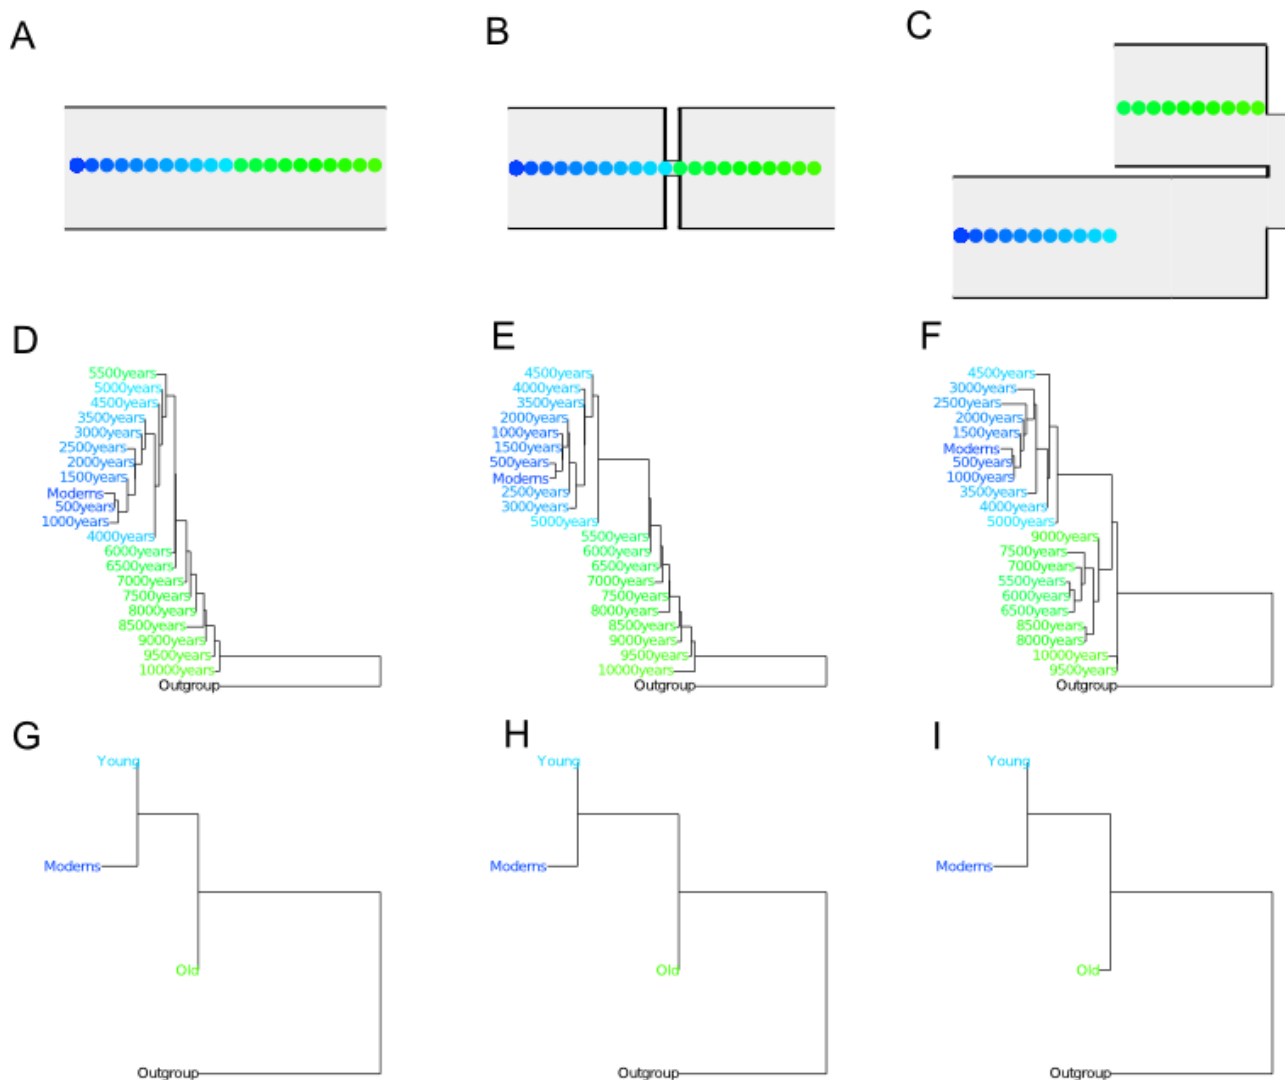 A
B
C
D
5500years
5000years
4500years
3500years
3000years
2500years
2000years
1500years
Moderns
500years
1000years
4000years
6000years
6500years
7000years
7500years
8000years
8500years
9000years
9500years
10000years
Outgroup
E
4500years
4000years
3500years
2000years
1000years
1500years
500years
Moderns
2500years
3000years
5000years
5500years
6000years
6500years
7000years
7500years
8000years
8500years
9000years
9500years
10000years
Outgroup
F
4500years
3000years
2500years
2000years
1500years
Moderns
500years
1000years
3500years
4000years
5000years
9000years
7500years
7000years
5500years
6000years
6500years
8500years
8000years
10000years
9500years
Outgroup
G
Young
Moderns
Old
Outgroup
H
Young
Moderns
Old
Outgroup
I
Young
Moderns
Old
Outgroup